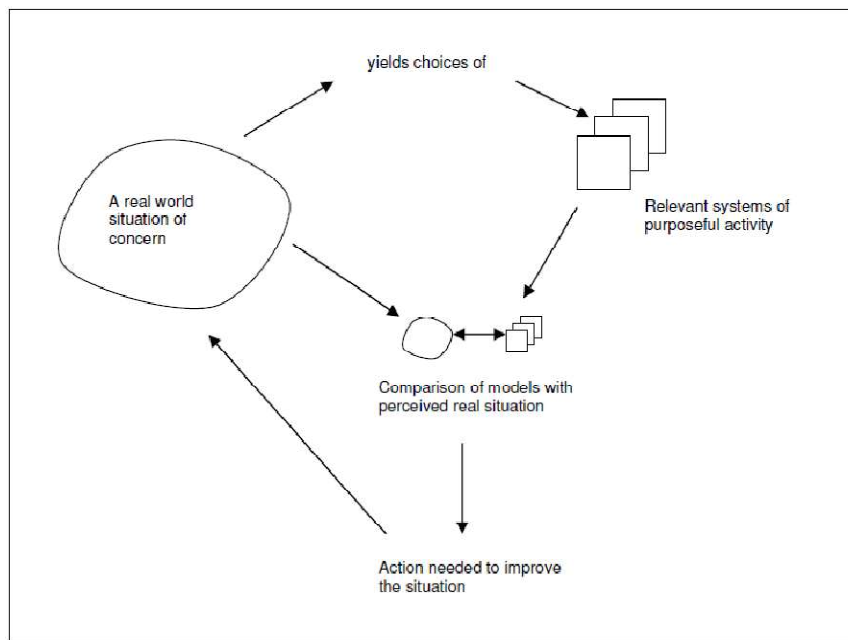 yields choices of
A real world
situation of
concern
Relevant systems of
purposeful activity
Comparison of models with
perceived real situation
Action needed to improve
the situation